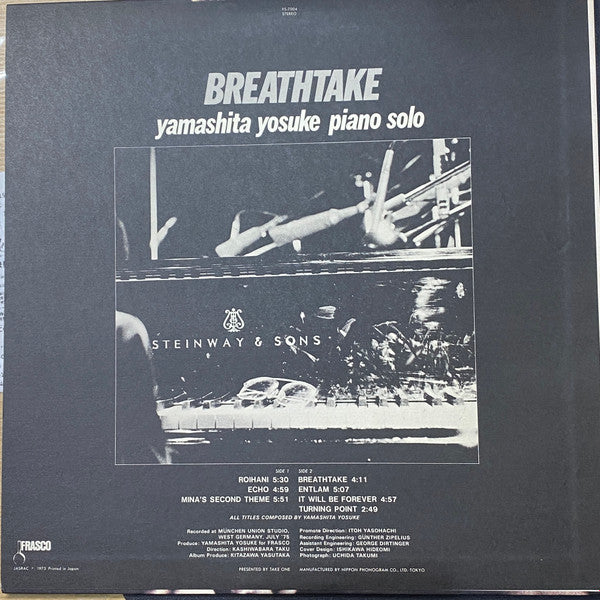 FS-7004
STEREO
BREATHTAKE
yamashita yosuke piano solo
STEINWAY & SONS
SIDE 1
ROIHANI 5:30
ECHO 4:59
MINA'S SECOND THEME 5:51
SIDE 2
BREATHTAKE 4:11
ENTLAM 5:07
IT WILL BE FOREVER 4:57
TURNING POINT 2:49
ALL TITLES COMPOSED BY YAMASHITA YOSUKE
Recorded at MÜNCHEN UNION STUDIO,
WEST GERMANY, JULY '75
Produce: YAMASHITA YOSUKE for FRASCO
Direction: KASHIWABARA TAKU
Album Produce: KITAZAWA YASUTAKA
Promote Direction: ITOH YASOHACHI
Recording Engineering: GÜNTHER ZIPELIUS
Assistant Engineering: GEORGE DIRTINGER
Cover Design: ISHIKAWA HIDEOMI
Photograph: UCHIDA TAKUMI
FRASCO
JASRAC ℗ 1975 Printed in Japan
PRESENTED BY TAKE ONE
MANUFACTURED BY NIPPON PHONOGRAM CO., LTD. TOKYO